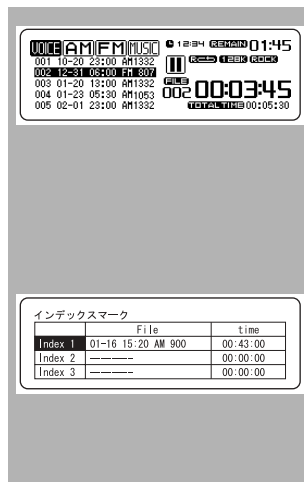 VOICE AM FM MUSIC 12:34 REMAIN 01:45
001 10-20 23:00 AM1332
128K ROCK
002 12-31 06:00 FM 807
003 01-20 13:00 AM1332
FILE
002 00:03:45
004 01-23 05:30 AM1053
005 02-01 23:00 AM1332
TOTAL TIME 00:05:30
インデックスマーク
File time
Index 1 01-16 15:20 AM 900 00:43:00
Index 2 ―――――- 00:00:00
Index 3 ―――――- 00:00:00